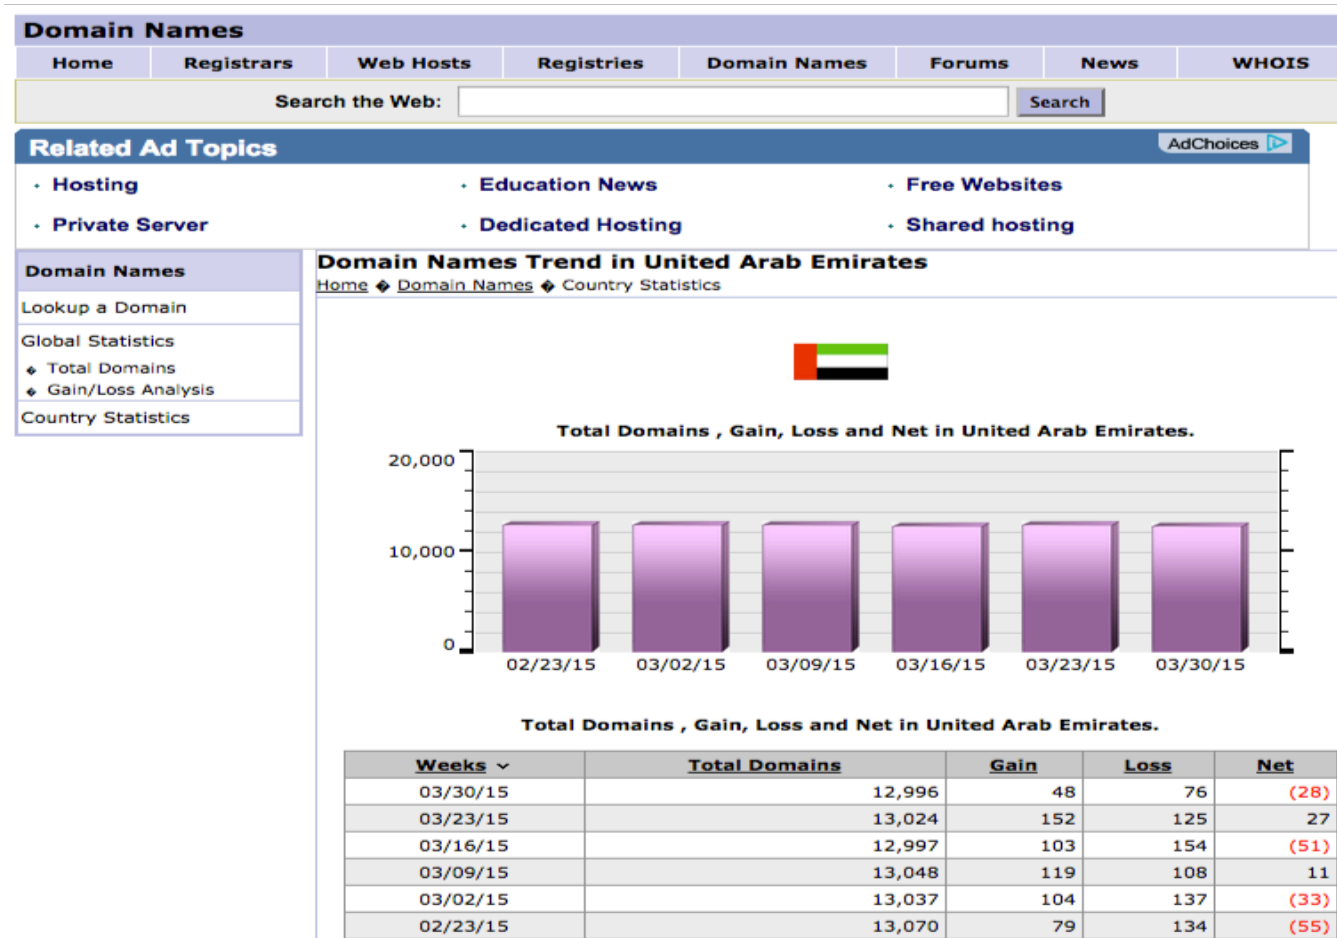 Domain Names
Home Registrars Web Hosts Registries Domain Names Forums News WHOIS
Search the Web: Search
Related Ad Topics AdChoices
Hosting Education News Free Websites
Private Server Dedicated Hosting Shared hosting
Domain Names
Lookup a Domain
Global Statistics
� Total Domains
� Gain/Loss Analysis
Country Statistics
Domain Names Trend in United Arab Emirates
Home � Domain Names � Country Statistics
Total Domains , Gain, Loss and Net in United Arab Emirates.
20,000
10,000
0
02/23/15 03/02/15 03/09/15 03/16/15 03/23/15 03/30/15
Total Domains , Gain, Loss and Net in United Arab Emirates.
Weeks Total Domains Gain Loss Net
03/30/15 12,996 48 76 (28)
03/23/15 13,024 152 125 27
03/16/15 12,997 103 154 (51)
03/09/15 13,048 119 108 11
03/02/15 13,037 104 137 (33)
02/23/15 13,070 79 134 (55)